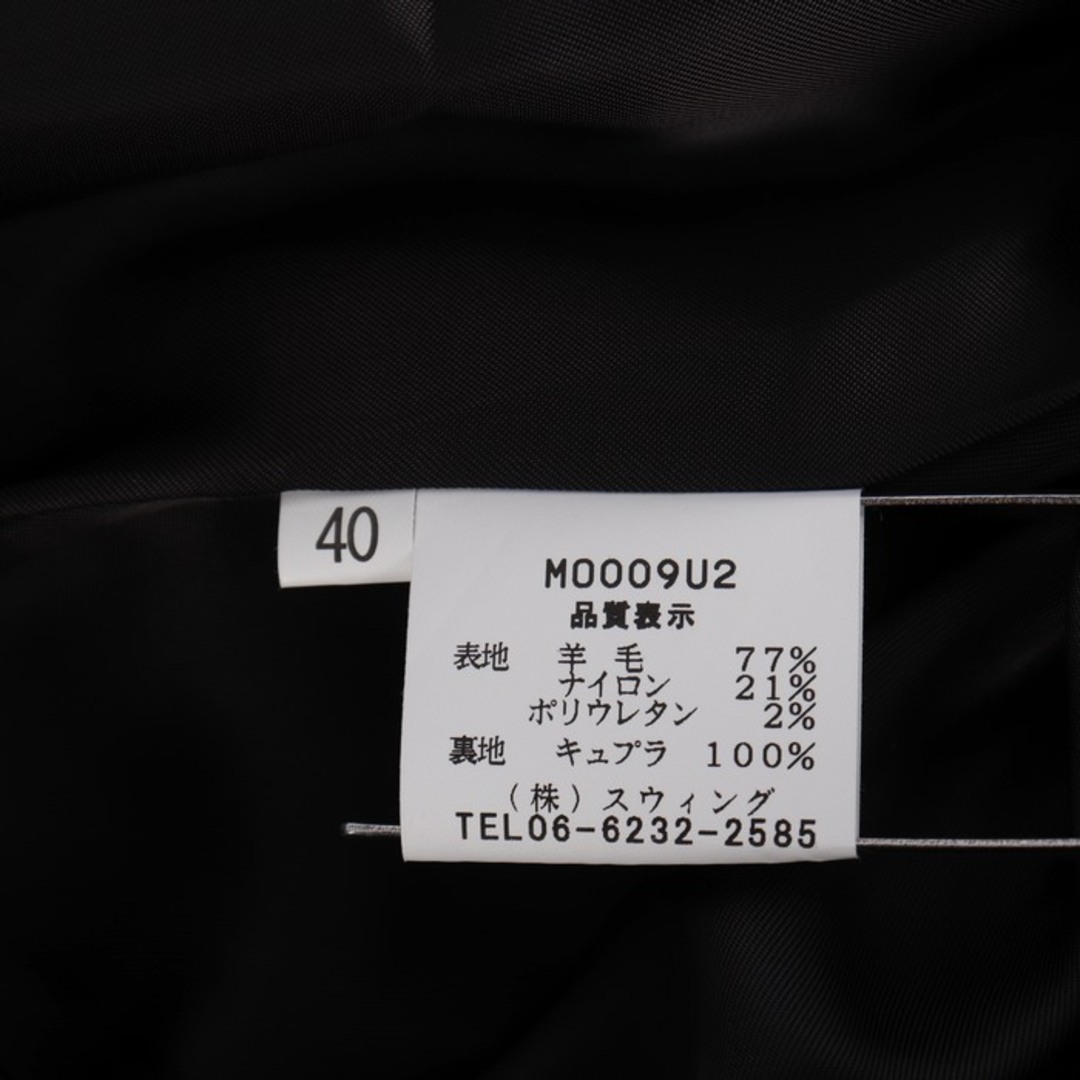 40
M0009U2
品質表示
表地 羊毛 77%
ナイロン 21%
ポリウレタン 2%
裏地 キュプラ 100%
(株)スウィング
TEL06-6232-2585